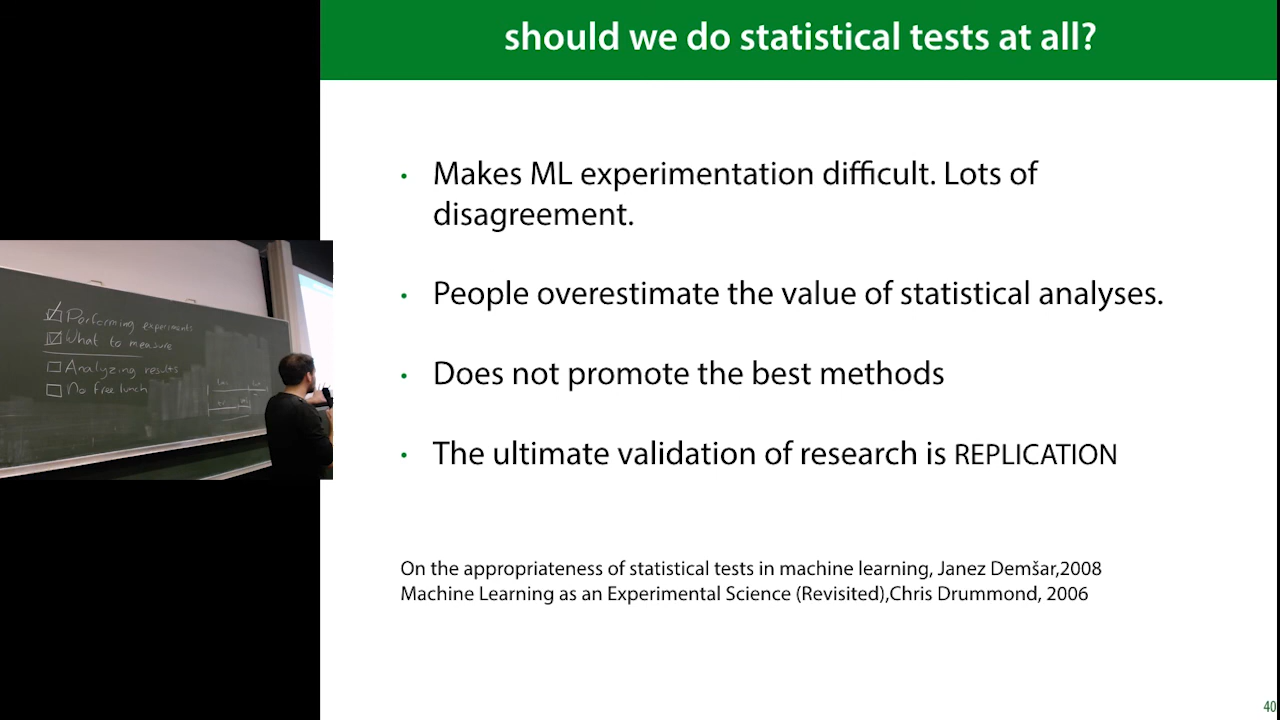 should we do statistical tests at all?
• Makes ML experimentation difficult. Lots of
disagreement.
• People overestimate the value of statistical analyses.
• Does not promote the best methods
• The ultimate validation of research is REPLICATION
On the appropriateness of statistical tests in machine learning, Janez Demšar,2008
Machine Learning as an Experimental Science (Revisited),Chris Drummond, 2006
40
Performing experiments
What to measure
Analyzing results
No free lunch